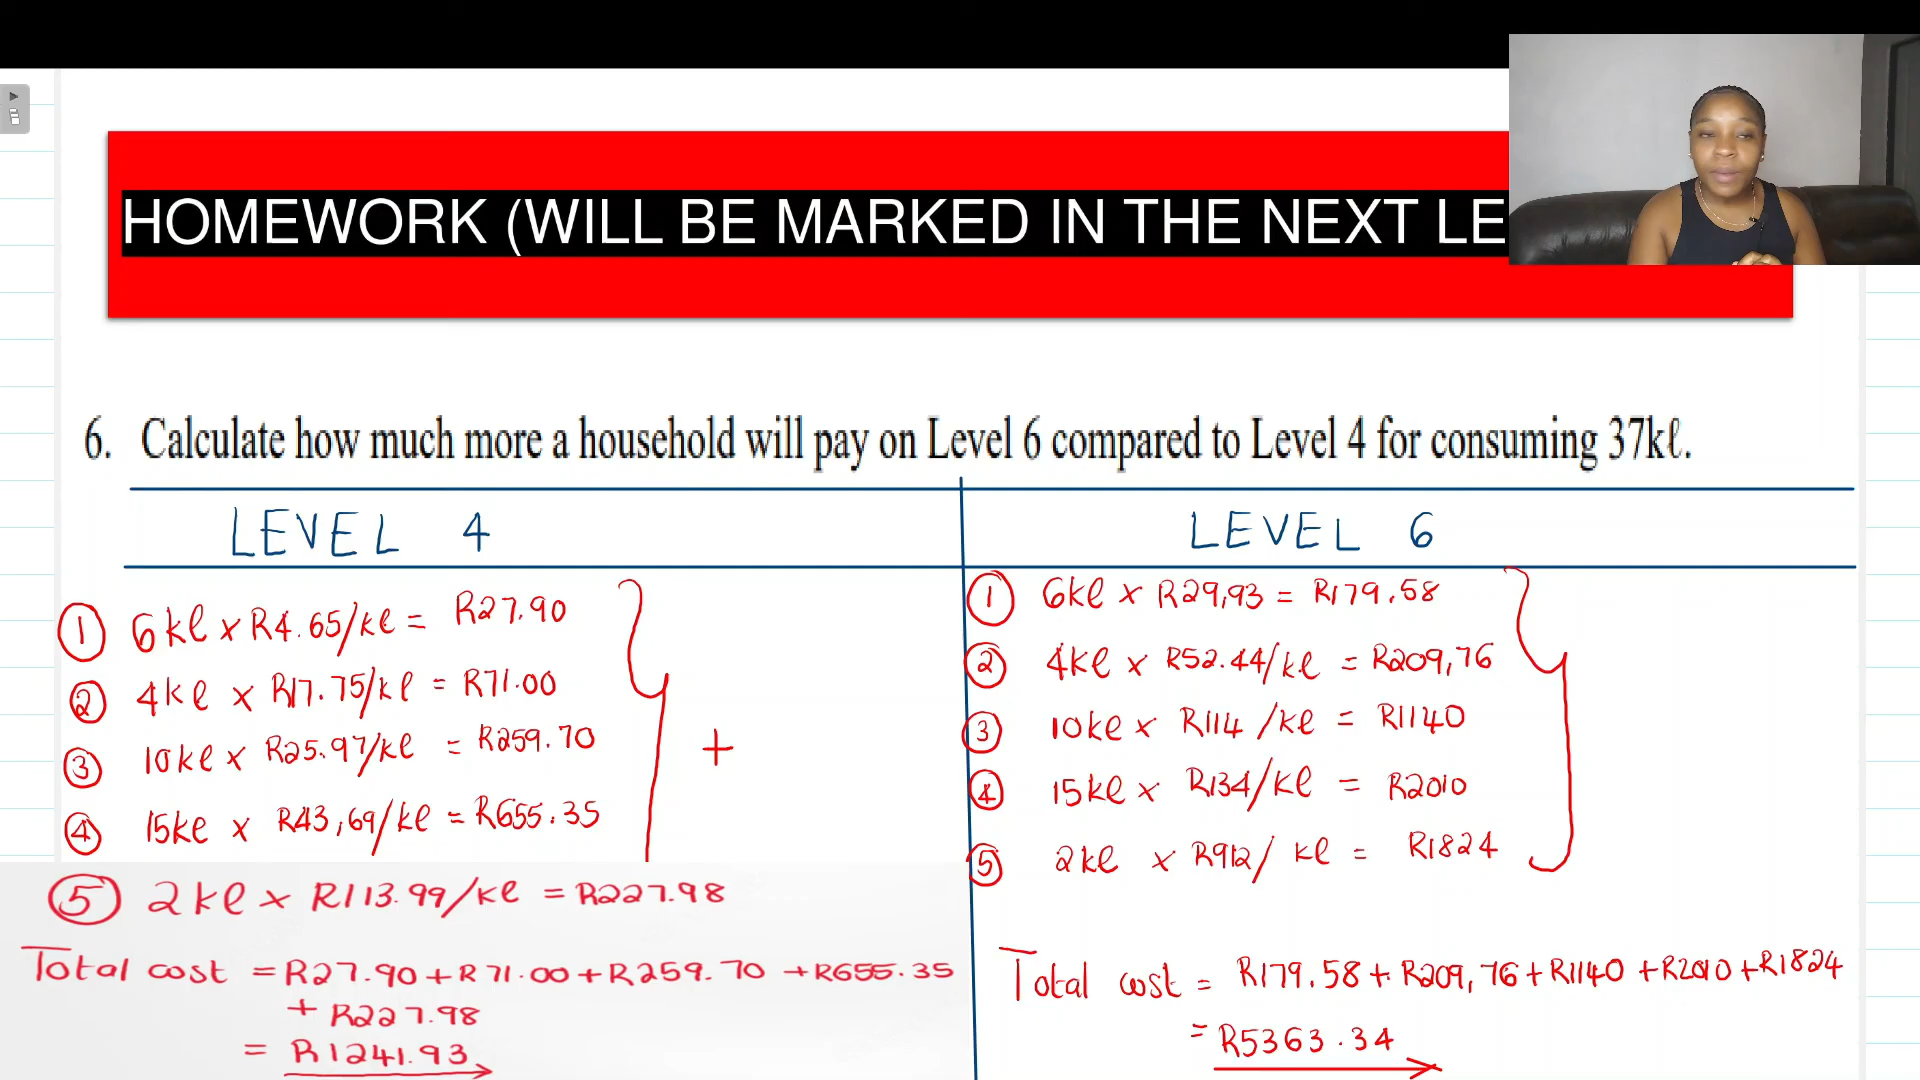 HOMEWORK (WILL BE MARKED IN THE NEXT LE
6. Calculate how much more a household will pay on Level 6 compared to Level 4 for consuming 37kℓ.
LEVEL 4
① 6kl × R4.65/kl = R27.90
② 4kl × R17.75/kl = R71.00
③ 10kl × R25.97/kl = R259.70
④ 15kl × R43,69/kl = R655.35
+
⑤ 2kl × R113.99/kl = R227.98
Total cost = R27.90 + R71.00 + R259.70 + R655.35
+ R227.98
= R1241.93
LEVEL 6
① 6kl × R29,93 = R179.58
② 4kl × R52.44/kl = R209,76
③ 10kl × R114/kl = R1140
④ 15kl × R134/kl = R2010
⑤ 2kl × R912/kl = R1824
Total cost = R179.58 + R209,76 + R1140 + R2010 + R1824
= R5363.34